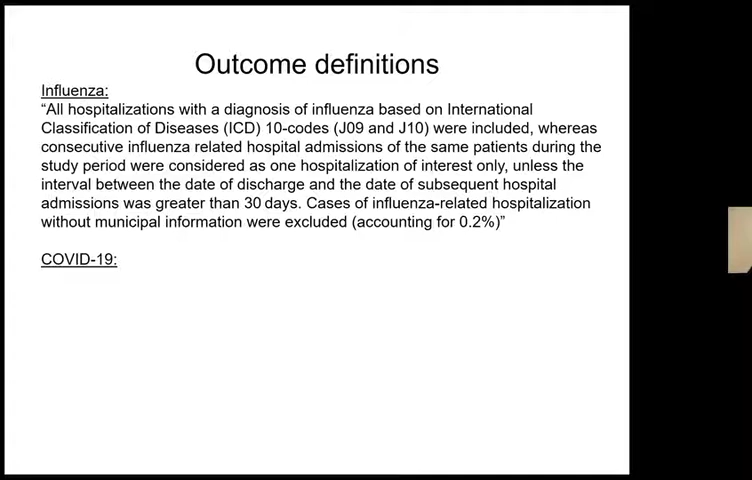 Outcome definitions
Influenza:
“All hospitalizations with a diagnosis of influenza based on International
Classification of Diseases (ICD) 10-codes (J09 and J10) were included, whereas
consecutive influenza related hospital admissions of the same patients during the
study period were considered as one hospitalization of interest only, unless the
interval between the date of discharge and the date of subsequent hospital
admissions was greater than 30 days. Cases of influenza-related hospitalization
without municipal information were excluded (accounting for 0.2%)”
COVID-19: